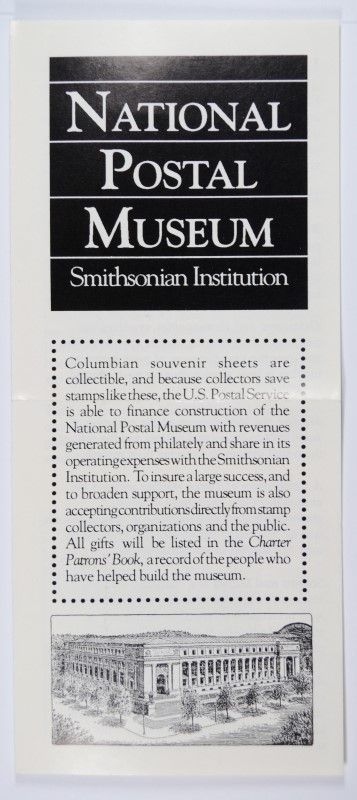 NATIONAL
POSTAL
MUSEUM
Smithsonian Institution
Columbian souvenir sheets are
collectible, and because collectors save
stamps like these, the U.S. Postal Service
is able to finance construction of the
National Postal Museum with revenues
generated from philately and share in its
operating expenses with the Smithsonian
Institution. To insure a large success, and
to broaden support, the museum is also
accepting contributions directly from stamp
collectors, organizations and the public.
All gifts will be listed in the Charter
Patrons' Book, a record of the people who
have helped build the museum.